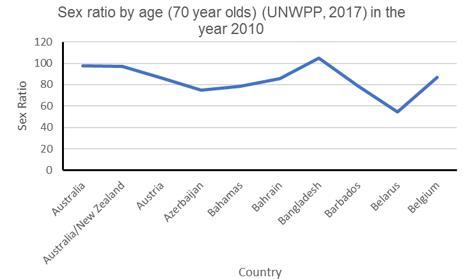 Sex ratio by age (70 year olds) (UNWPP, 2017) in the
year 2010
120
100
80
60
40
20
0
Sex Ratio
Australia
Australia/New Zealand
Austria
Azerbaijan
Bahamas
Bahrain
Bangladesh
Barbados
Belarus
Belgium
Country